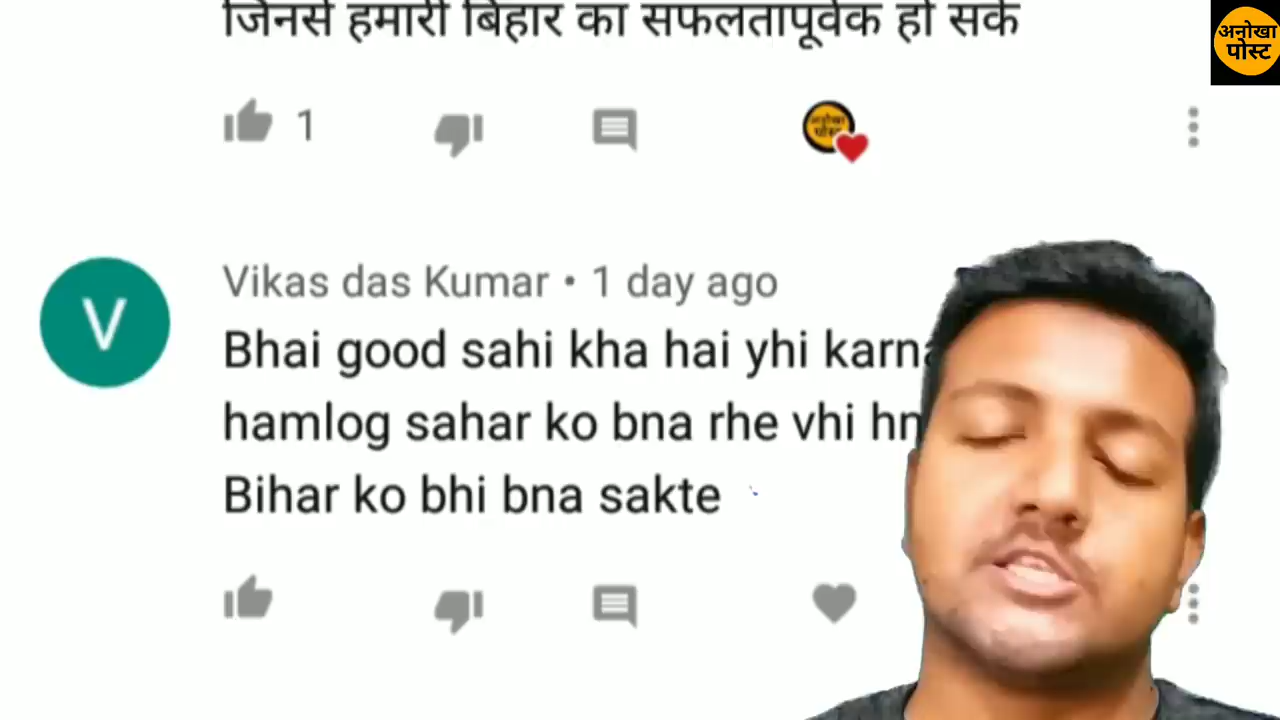 जिनसे हमारी बिहार का सफलतापूर्वक हो सके
अनोखा
पोस्ट
1
V
Vikas das Kumar • 1 day ago
Bhai good sahi kha hai yhi karna
hamlog sahar ko bna rhe vhi hm
Bihar ko bhi bna sakte